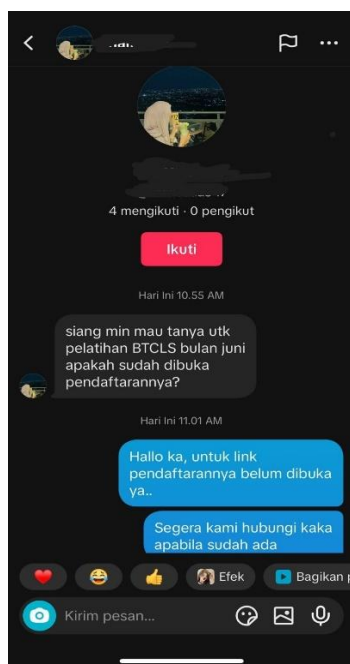 4 mengikuti · 0 pengikut
Ikuti
Hari Ini 10.55 AM
siang min mau tanya utk
pelatihan BTCLS bulan juni
apakah sudah dibuka
pendaftarannya?
Hari Ini 11.01 AM
Hallo ka, untuk link
pendaftarannya belum dibuka
ya..
Segera kami hubungi kaka
apabila sudah ada
Efek
Bagikan
Kirim pesan...